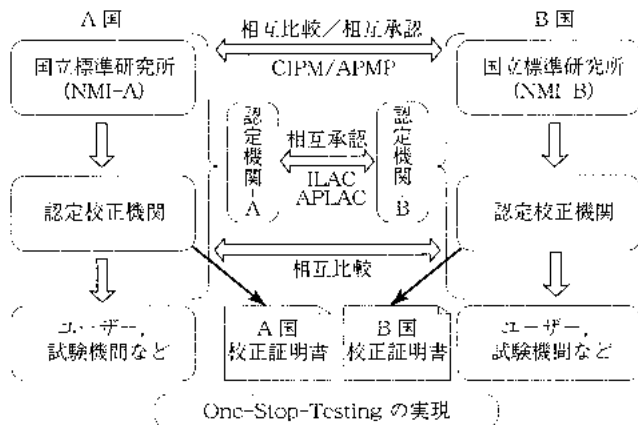 A国
B国
相互比較／相互承認
CIPM/APMP
国立標準研究所
(NMI-A)
国立標準研究所
(NMI B)
認定機関-A
相互承認
ILAC
APLAC
認定機関-B
認定校正機関
認定校正機関
相互比較
ユーザー,
試験機関など
A国
校正証明書
B国
校正証明書
ユーザー,
試験機関など
One-Stop-Testing の実現